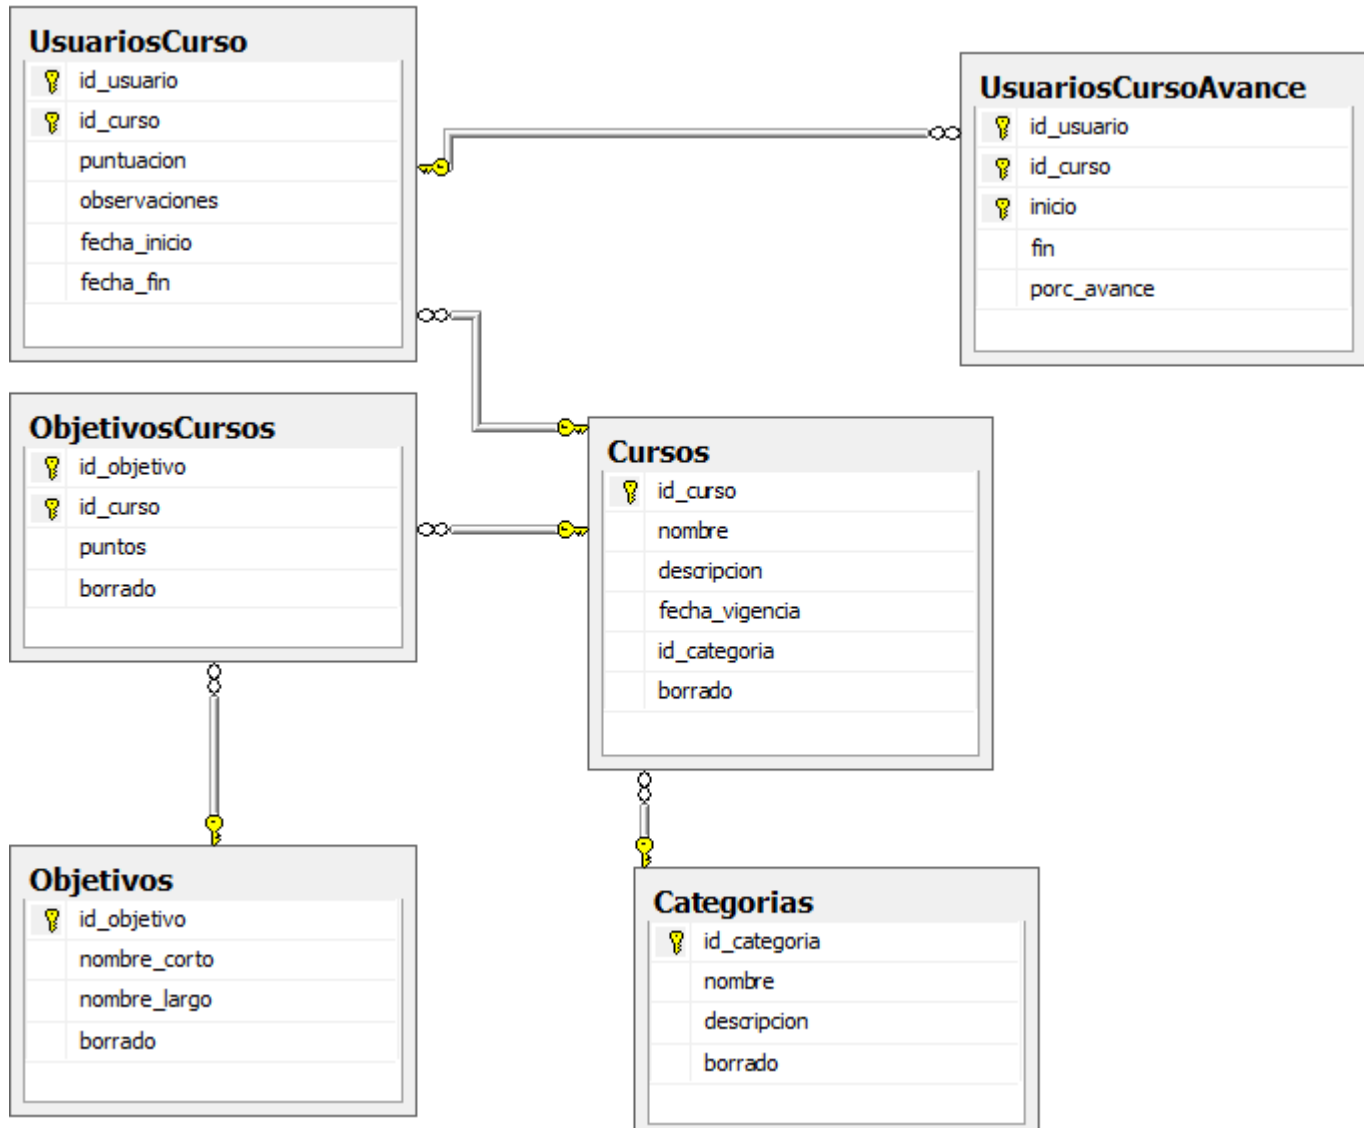 UsuariosCurso
id_usuario
id_curso
puntuacion
observaciones
fecha_inicio
fecha_fin
UsuariosCursoAvance
id_usuario
id_curso
inicio
fin
porc_avance
ObjetivosCursos
id_objetivo
id_curso
puntos
borrado
Cursos
id_curso
nombre
descripcion
fecha_vigencia
id_categoria
borrado
Objetivos
id_objetivo
nombre_corto
nombre_largo
borrado
Categorias
id_categoria
nombre
descripcion
borrado